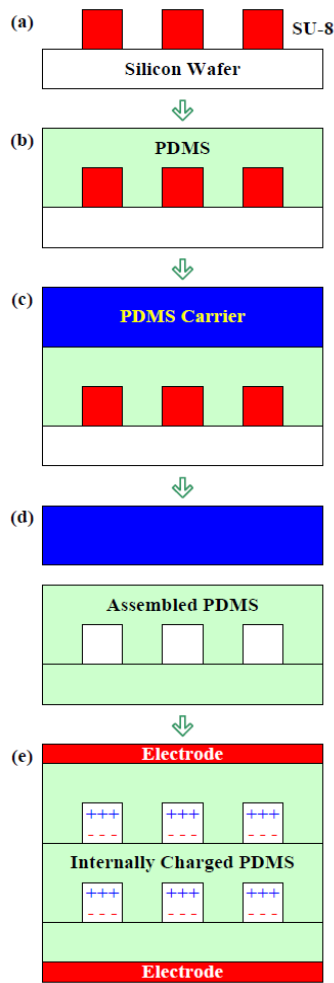 (a)
SU-8
Silicon Wafer
(b)
PDMS
(c)
PDMS Carrier
(d)
Assembled PDMS
(e)
Electrode
+++ +++ +++
- - - - - - - - -
Internally Charged PDMS
+++ +++ +++
- - - - - - - - -
Electrode